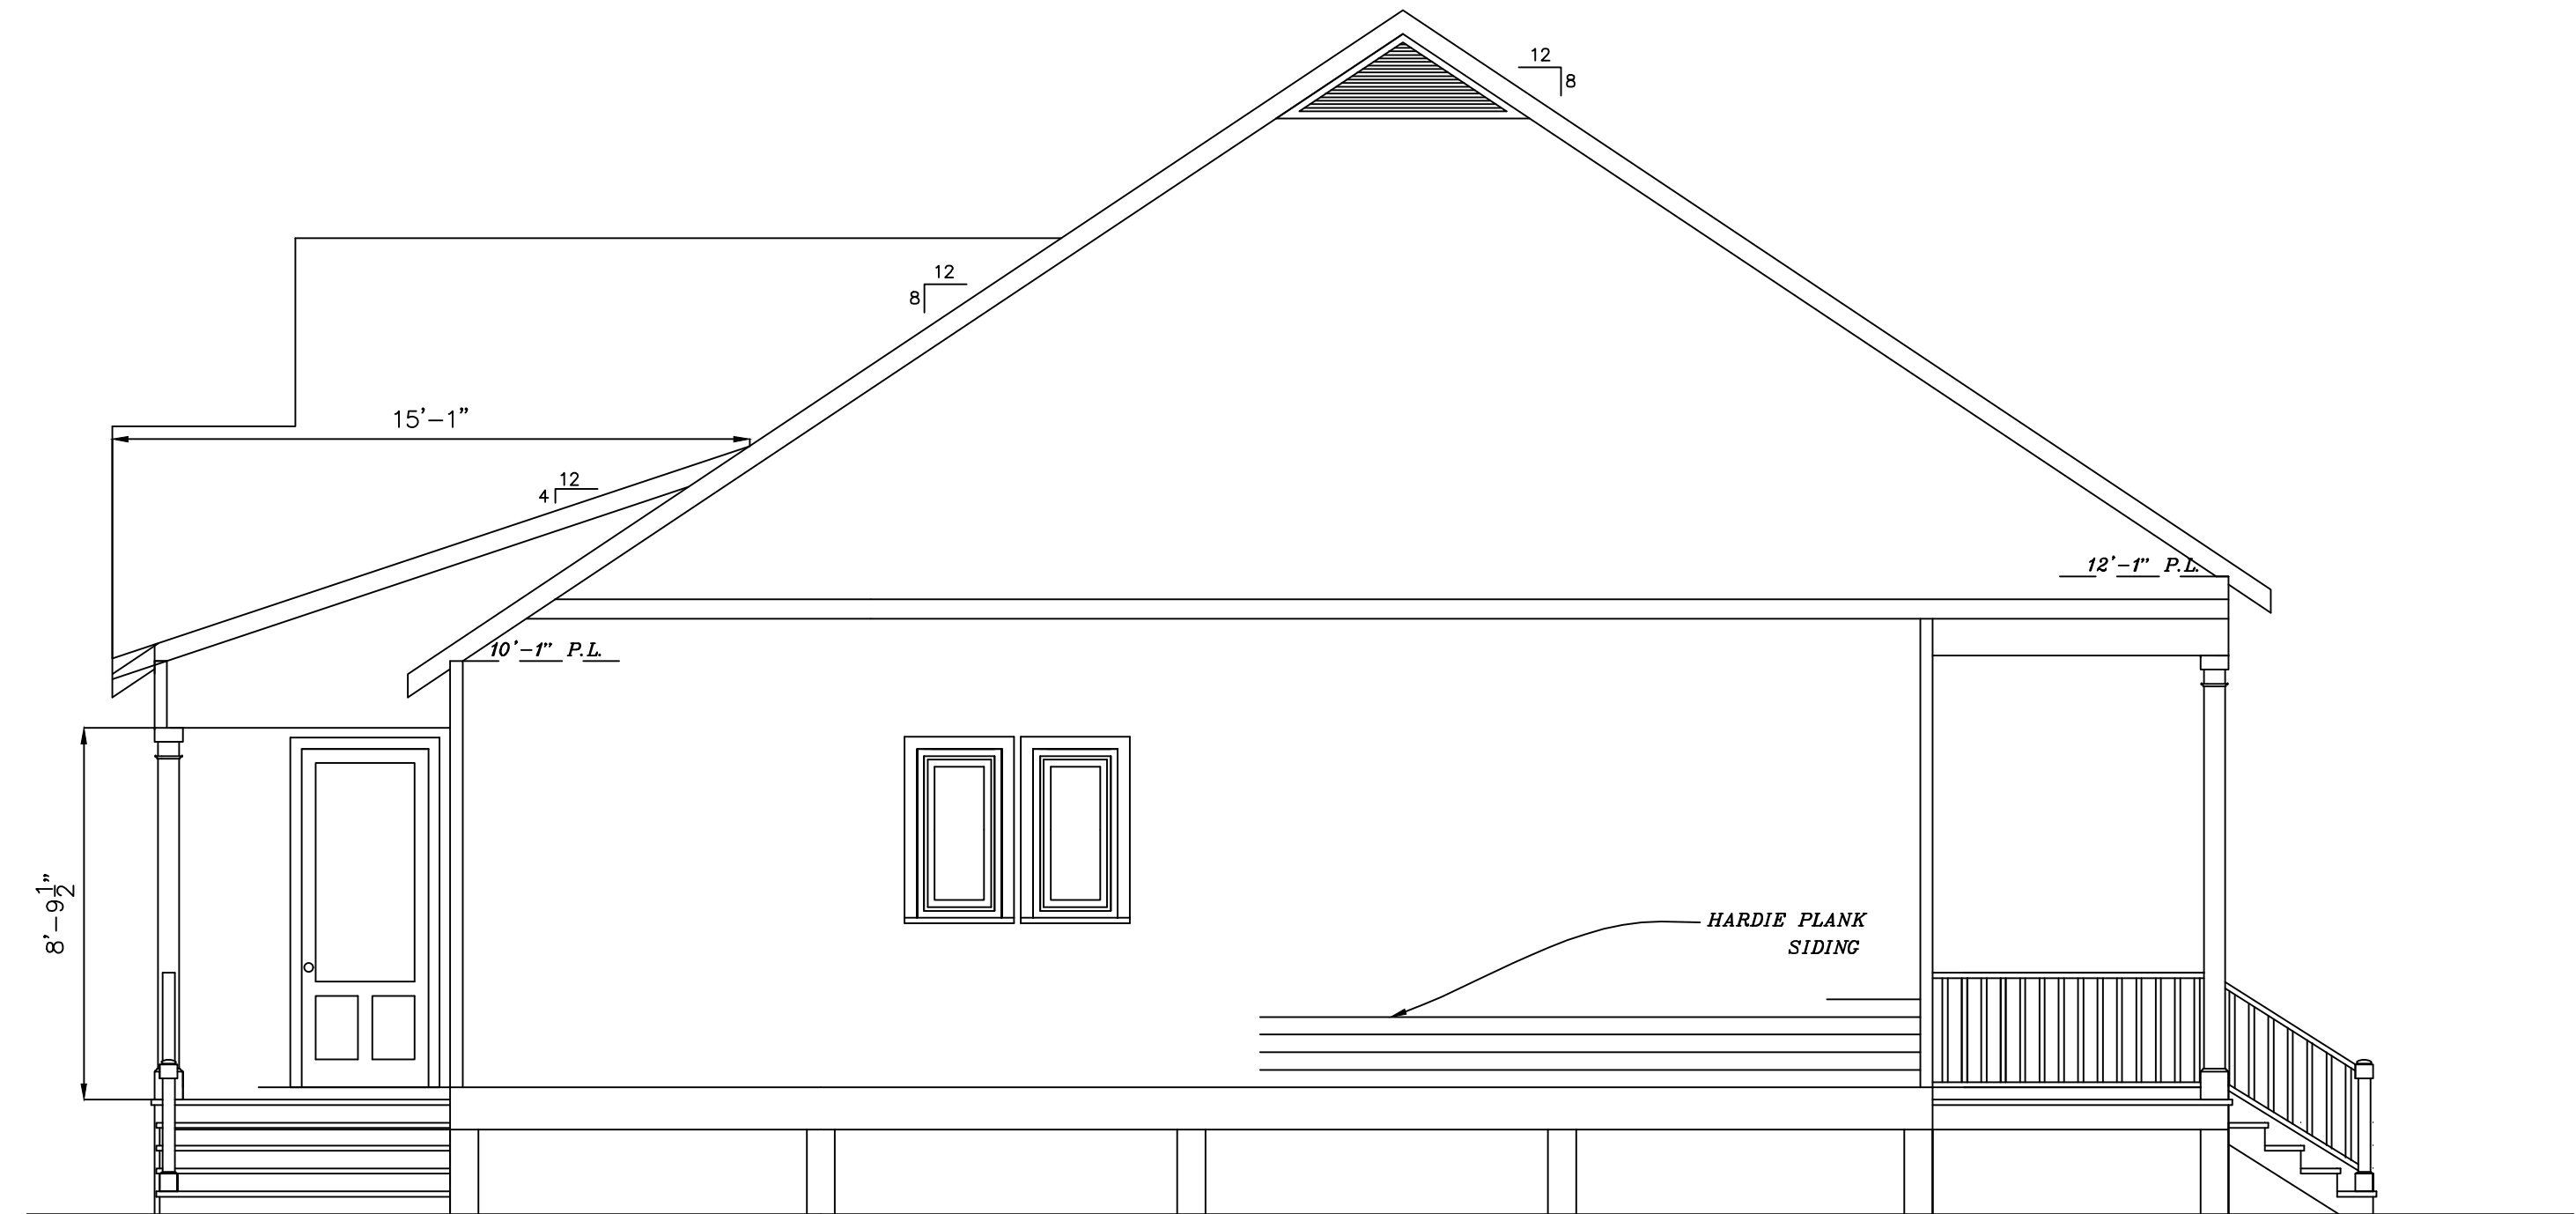 12
8
12
8
15'-1"
12
4
12'-1" P.L.
10'-1" P.L.
8'-9 1/2"
HARDIE PLANK
SIDING